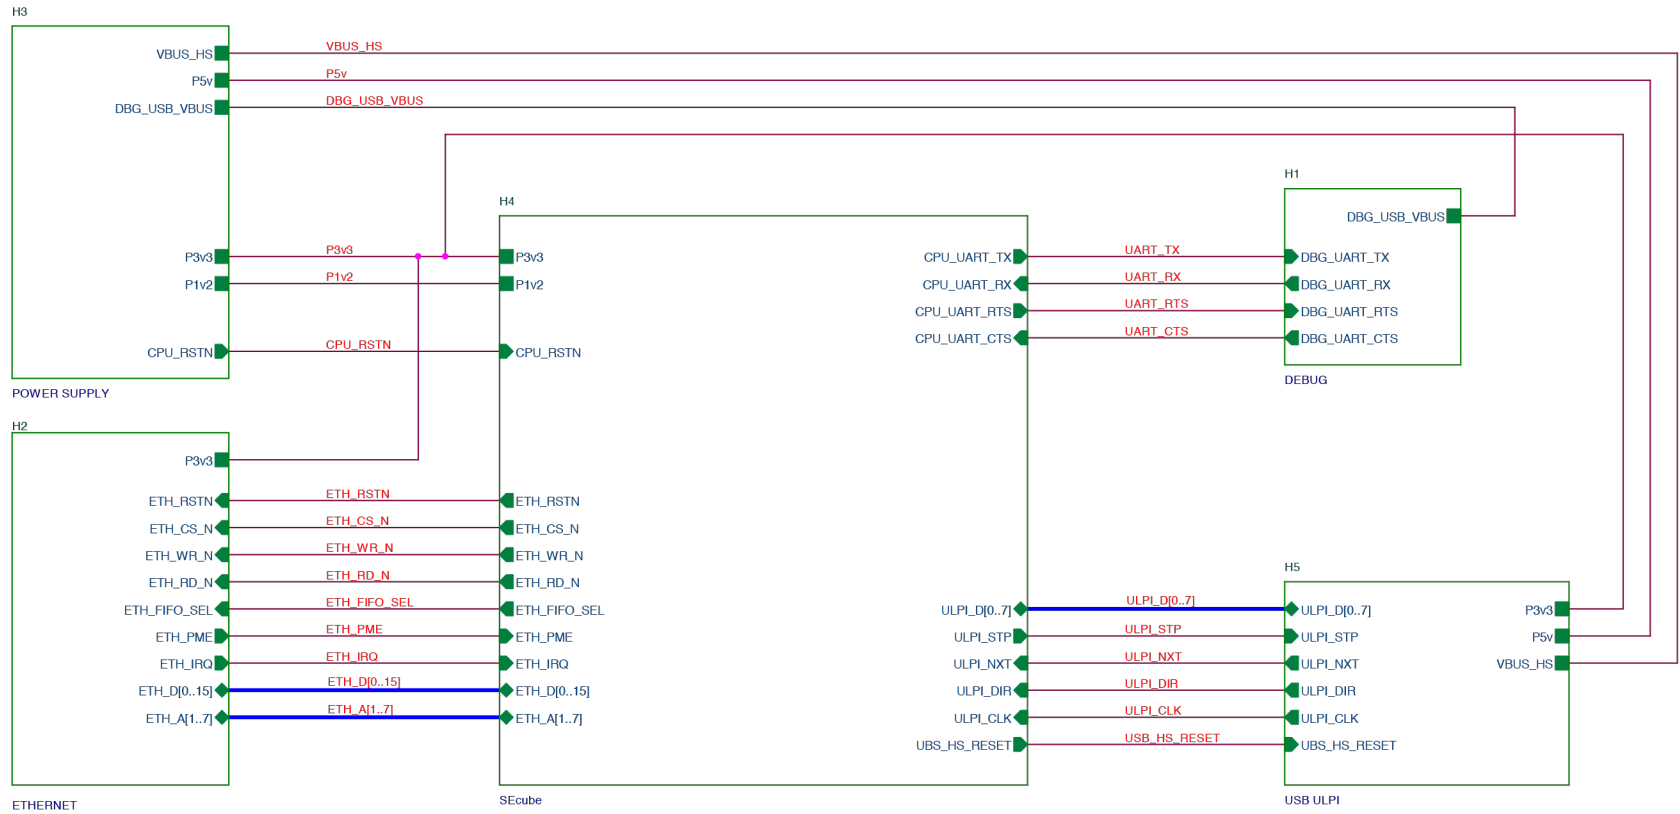 H3
VBUS_HS
P5v
DBG_USB_VBUS
P3v3
P1v2
CPU_RSTN
POWER SUPPLY
VBUS_HS
P5v
DBG_USB_VBUS
P3v3
P1v2
CPU_RSTN
H2
P3v3
ETH_RSTN
ETH_CS_N
ETH_WR_N
ETH_RD_N
ETH_FIFO_SEL
ETH_PME
ETH_IRQ
ETH_D[0..15]
ETH_A[1..7]
ETHERNET
ETH_RSTN
ETH_CS_N
ETH_WR_N
ETH_RD_N
ETH_FIFO_SEL
ETH_PME
ETH_IRQ
ETH_D[0..15]
ETH_A[1..7]
H4
P3v3
P1v2
CPU_RSTN
ETH_RSTN
ETH_CS_N
ETH_WR_N
ETH_RD_N
ETH_FIFO_SEL
ETH_PME
ETH_IRQ
ETH_D[0..15]
ETH_A[1..7]
CPU_UART_TX
CPU_UART_RX
CPU_UART_RTS
CPU_UART_CTS
ULPI_D[0..7]
ULPI_STP
ULPI_NXT
ULPI_DIR
ULPI_CLK
UBS_HS_RESET
SEcube
UART_TX
UART_RX
UART_RTS
UART_CTS
H1
DBG_USB_VBUS
DBG_UART_TX
DBG_UART_RX
DBG_UART_RTS
DBG_UART_CTS
DEBUG
ULPI_D[0..7]
ULPI_STP
ULPI_NXT
ULPI_DIR
ULPI_CLK
USB_HS_RESET
H5
ULPI_D[0..7]
ULPI_STP
ULPI_NXT
ULPI_DIR
ULPI_CLK
UBS_HS_RESET
P3v3
P5v
VBUS_HS
USB ULPI